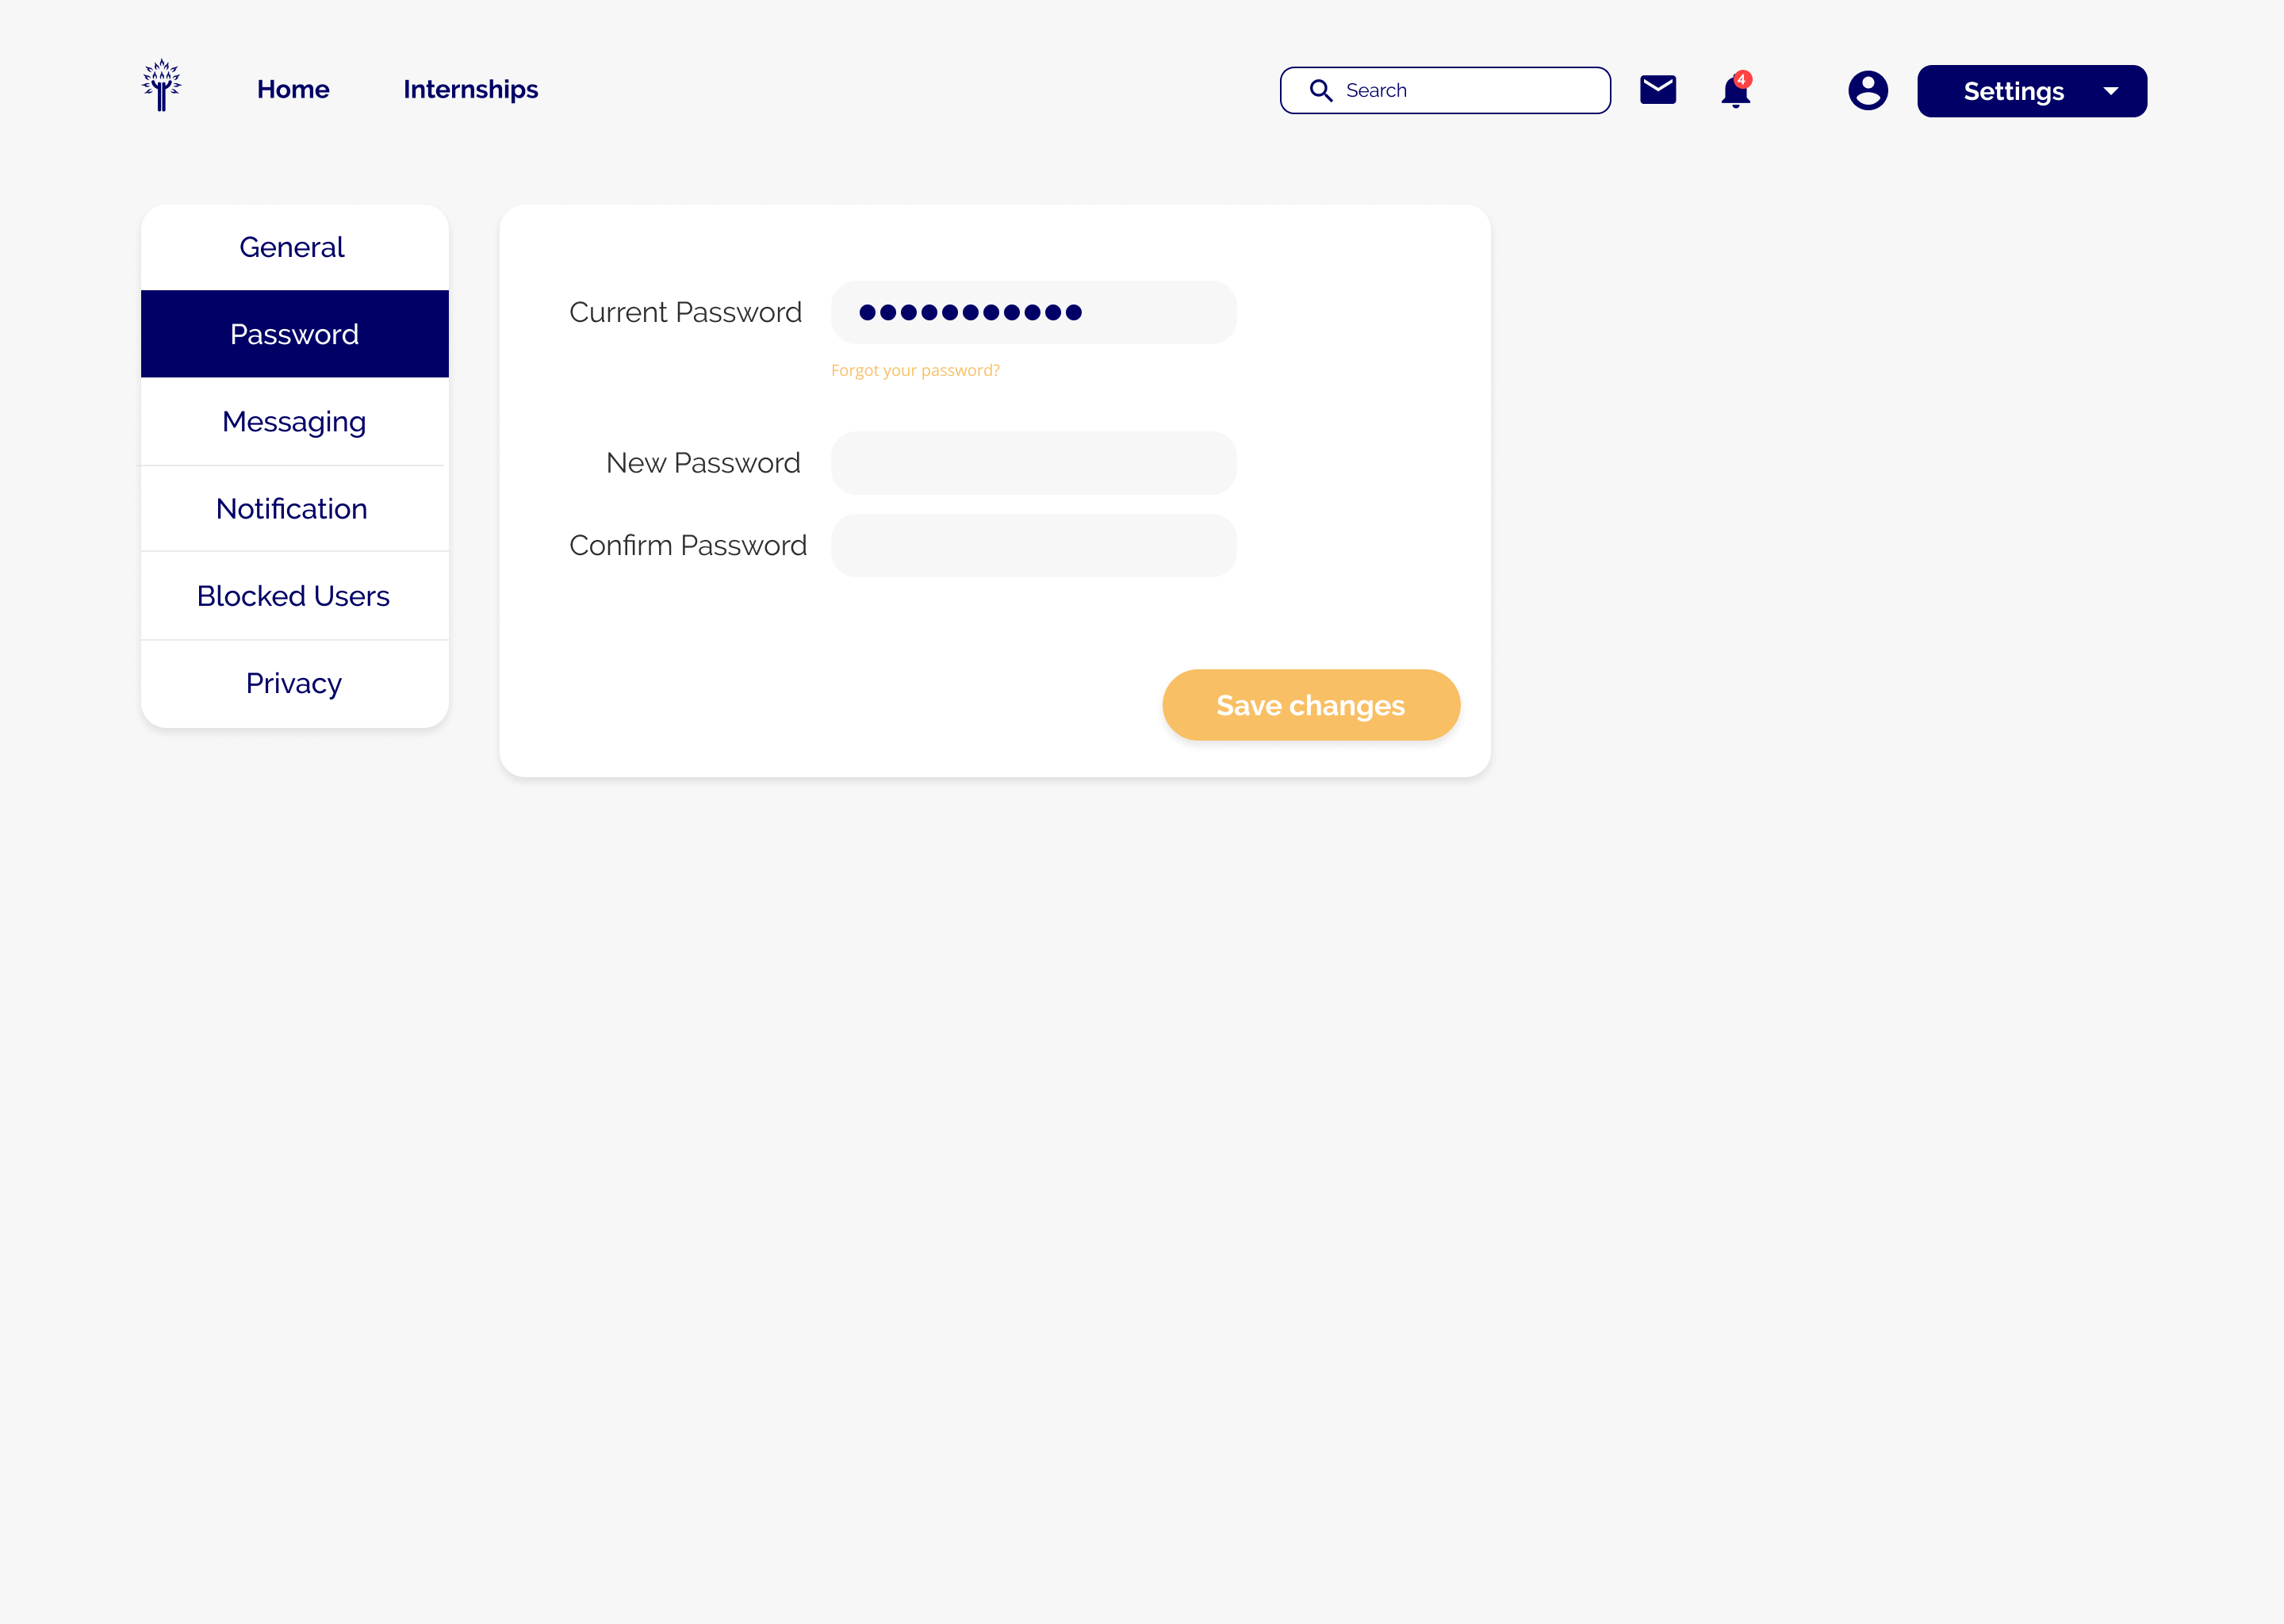 Home
Internships
Search
4
Settings
General
Password
Messaging
Notification
Blocked Users
Privacy
Current Password
Forgot your password?
New Password
Confirm Password
Save changes